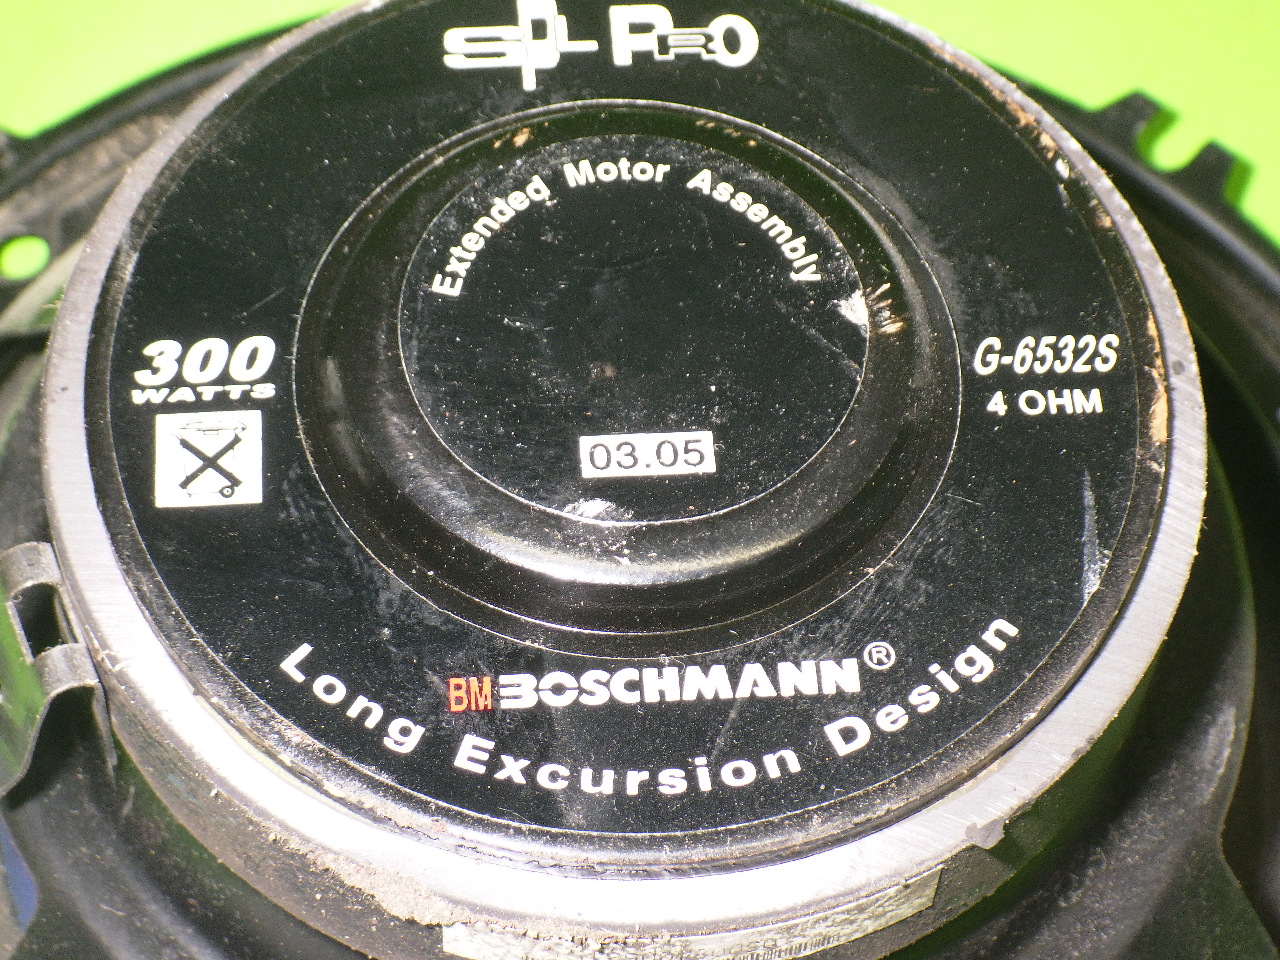 SPL PRO
Extended Motor Assembly
300
WATTS
G-6532S
4 OHM
03.05
BM BOSCHMANN®
Long Excursion Design